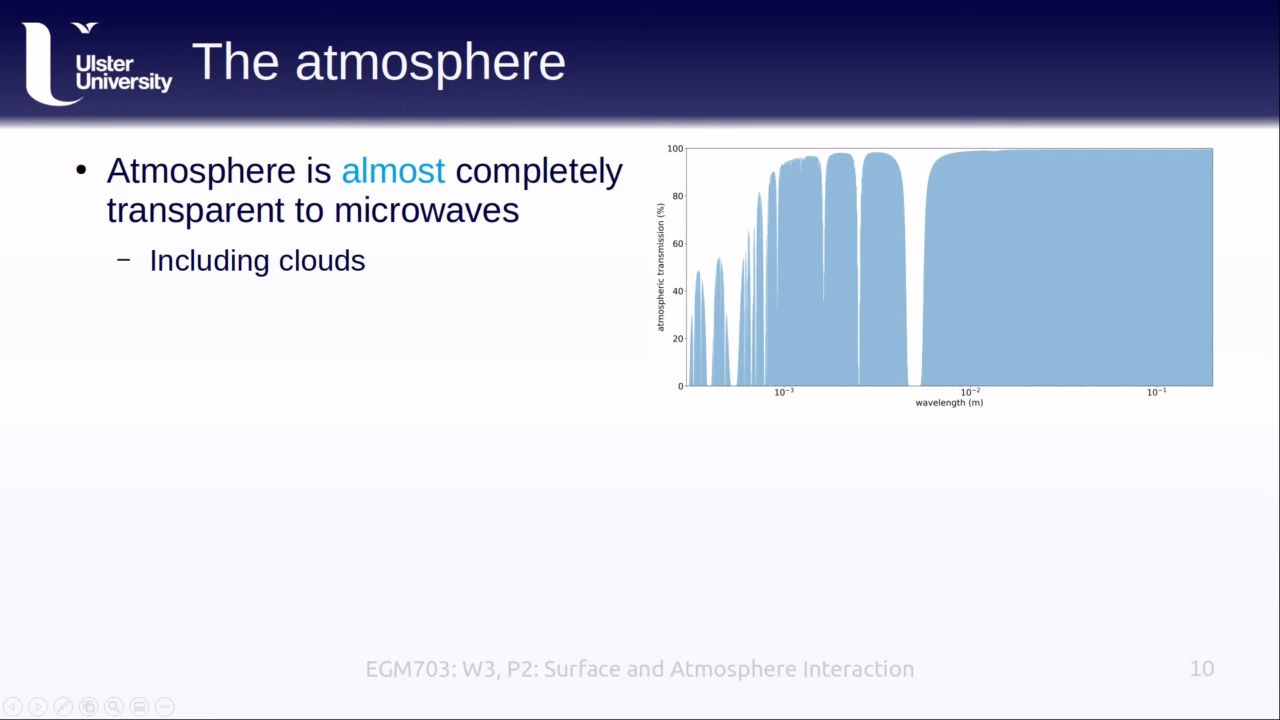 Ulster
University
The atmosphere
• Atmosphere is almost completely
transparent to microwaves
– Including clouds
100
80
60
40
20
0
atmospheric transmission (%)
10⁻³
10⁻²
10⁻¹
wavelength (m)
EGM703: W3, P2: Surface and Atmosphere Interaction
10